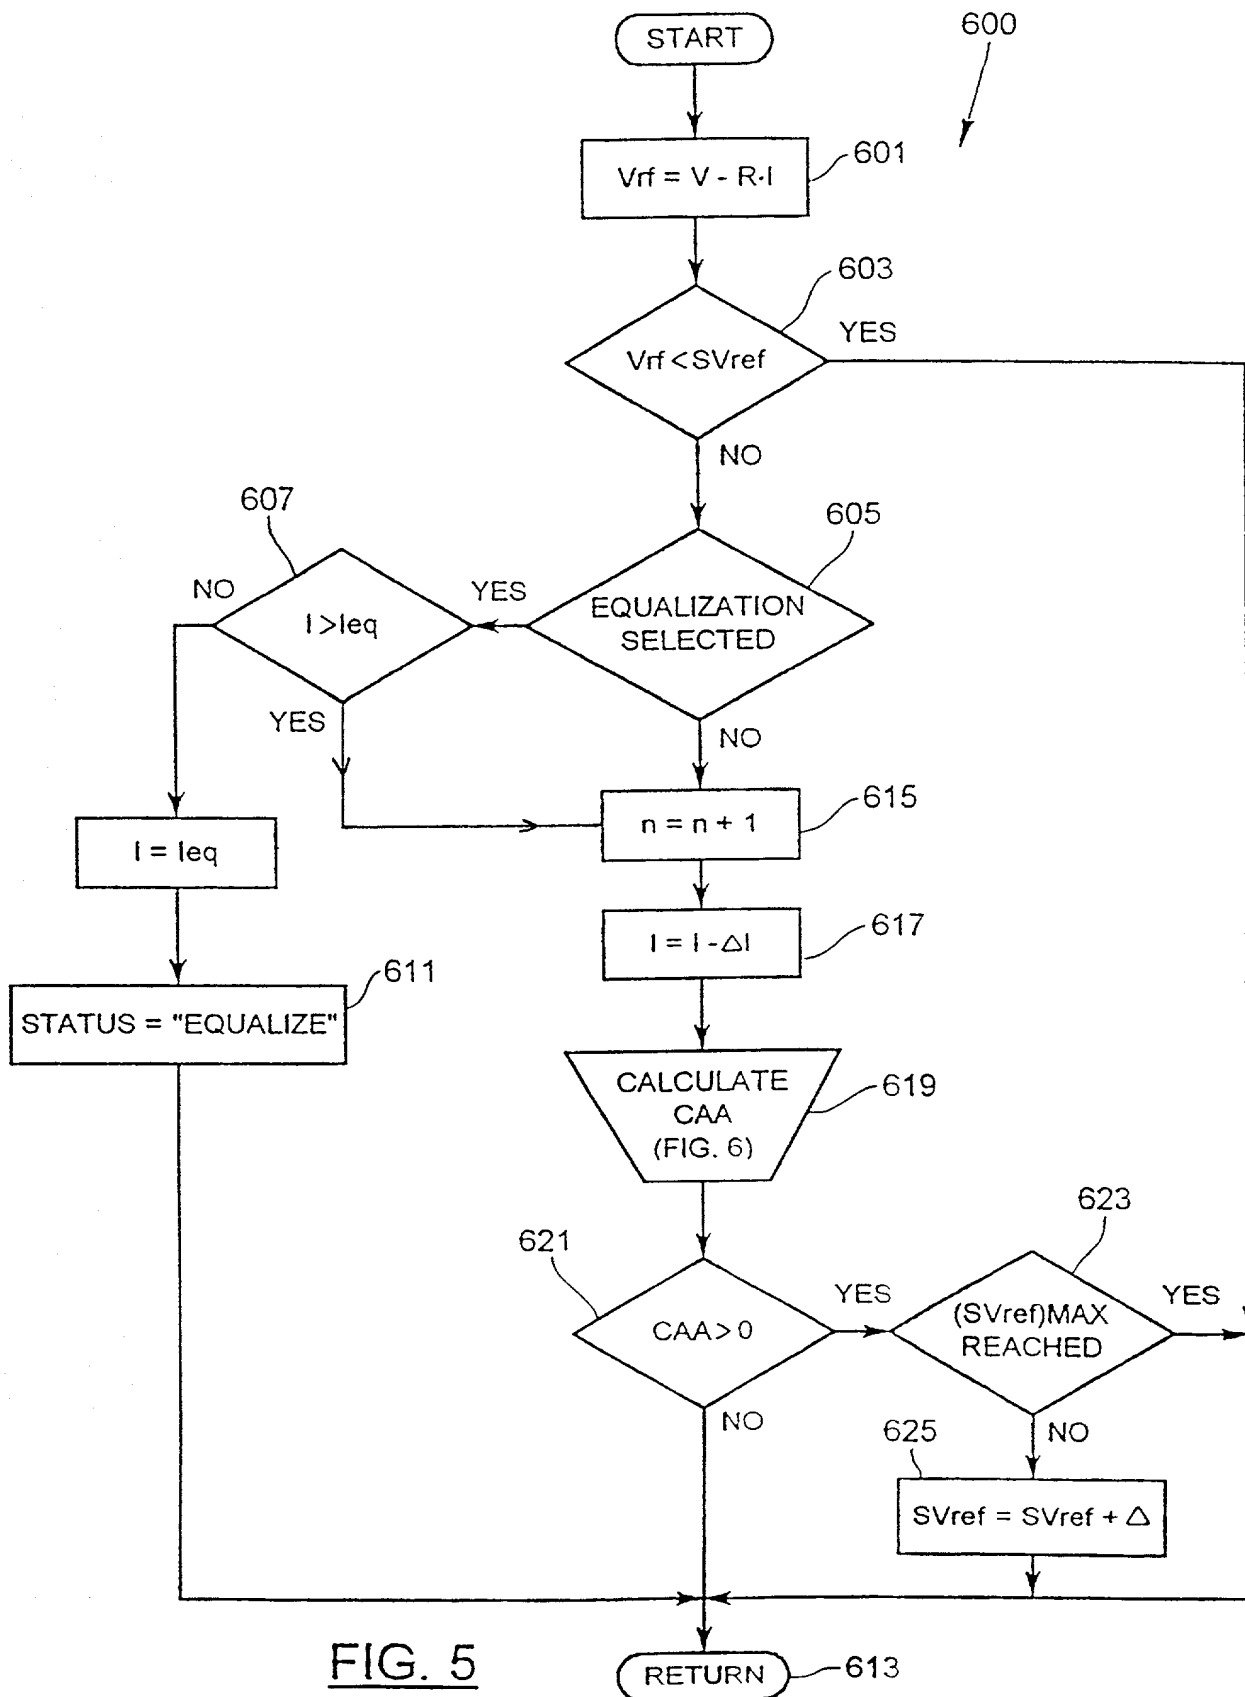 START
600
Vrf = V - R·I
601
603
Vrf < SVref
YES
NO
607
605
NO
I > Ieq
YES
EQUALIZATION
SELECTED
YES
NO
I = Ieq
n = n + 1
615
I = I - ΔI
617
611
STATUS = "EQUALIZE"
CALCULATE
CAA
(FIG. 6)
619
621
623
CAA > 0
YES
(SVref)MAX
REACHED
YES
NO
NO
625
SVref = SVref + Δ
FIG. 5
RETURN
613